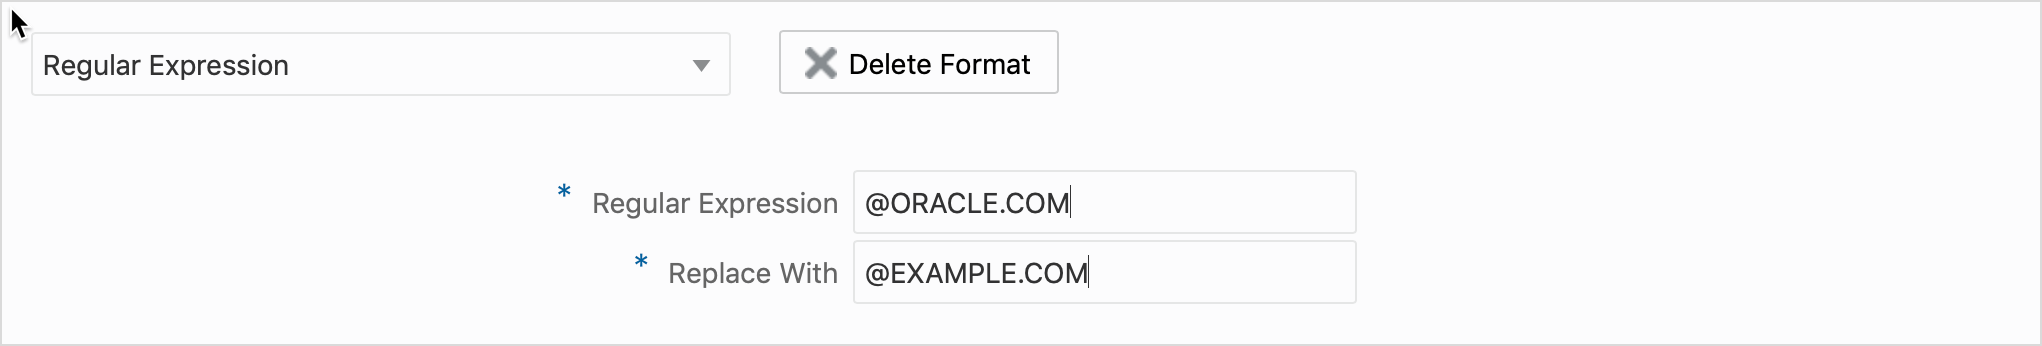 Regular Expression
Delete Format
* Regular Expression @ORACLE.COM
* Replace With @EXAMPLE.COM